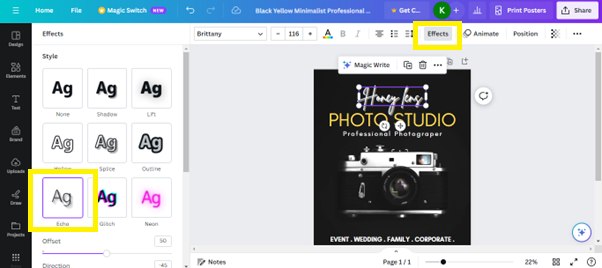 Home
File
Magic Switch
Black Yellow Minimalist Professional ...
Get C...
K
Print Posters
Share
Design
Elements
Text
Brand
Uploads
Draw
Projects
Effects
Style
Ag
Ag
Ag
None
Shadow
Lift
Ag
Ag
Ag
Hollow
Splice
Outline
Ag
Ag
Ag
Echo
Glitch
Neon
Offset
50
Direction
-45
Brittany
116
A
B
I
Effects
Animate
Position
Magic Write
Honey lens
PHOTO STUDIO
Professional Photograper
EVENT . WEDDING . FAMILY . CORPORATE .
Notes
Page 1 / 1
22%